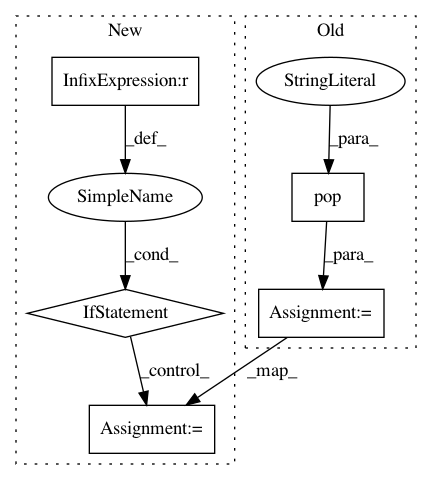 New
Old
InfixExpression:r
StringLiteral
_def_
_para_
SimpleName
pop
_cond_
_para_
IfStatement
Assignment:=
_control_
_map_
Assignment:=